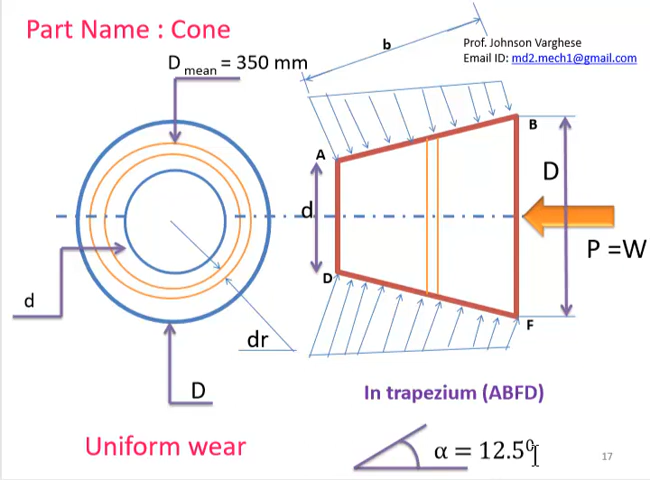 Part Name : Cone
D mean = 350 mm
b
Prof. Johnson Varghese
Email ID: md2.mech1@gmail.com
A
B
d
D
D
P =W
d
dr
D
F
D
In trapezium (ABFD)
Uniform wear
α = 12.5⁰
17